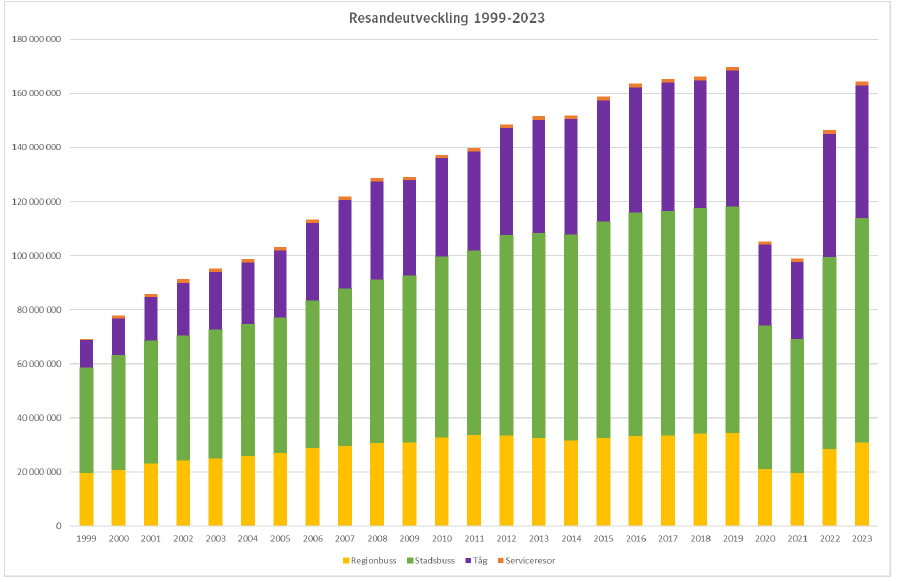 Resandeutveckling 1999-2023
180 000 000
160 000 000
140 000 000
120 000 000
100 000 000
80 000 000
60 000 000
40 000 000
20 000 000
0
1999 2000 2001 2002 2003 2004 2005 2006 2007 2008 2009 2010 2011 2012 2013 2014 2015 2016 2017 2018 2019 2020 2021 2022 2023
Regionbuss Stadsbuss Tåg Serviceresor